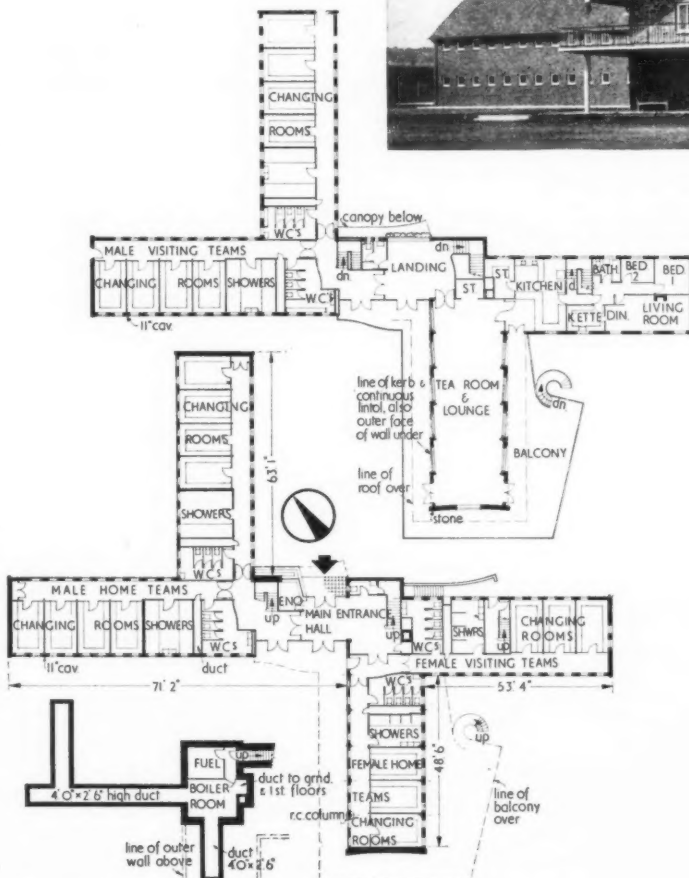 CHANGING
ROOMS
WCS
canopy below
MALE VISITING TEAMS
dn
LANDING
dn
CHANGING ROOMS SHOWERS
WCS
11" cav.
ST
ST.
KITCHEN
d
BATH
BED 2
BED 1
KETTE
DIN.
LIVING ROOM
line of kerb &
continuous
lintol, also
outer face
of wall under
TEA ROOM
&
LOUNGE
dn
BALCONY
line of
roof over
stone
CHANGING
ROOMS
63' 1"
SHOWERS
WCS
MALE HOME TEAMS
ENQ
up
MAIN ENTRANCE
HALL
up
CHANGING ROOMS SHOWERS
WCS
11" cav.
duct
71' 2"
WCS
SHWRS
up
CHANGING
ROOMS
FEMALE VISITING TEAMS
53' 4"
WCS
SHOWERS
FEMALE HOME
TEAMS
r.c. column
CHANGING
ROOMS
48' 6"
up
line of
balcony
over
FUEL
up
BOILER
ROOM
duct to grnd.
& 1st floors
4' 0" × 2' 6" high duct
line of outer
wall above
duct
4' 0" × 2' 6"